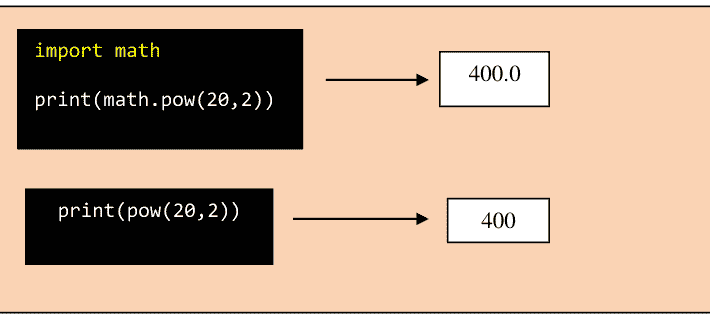 import math
print(math.pow(20,2))
400.0
print(pow(20,2))
400